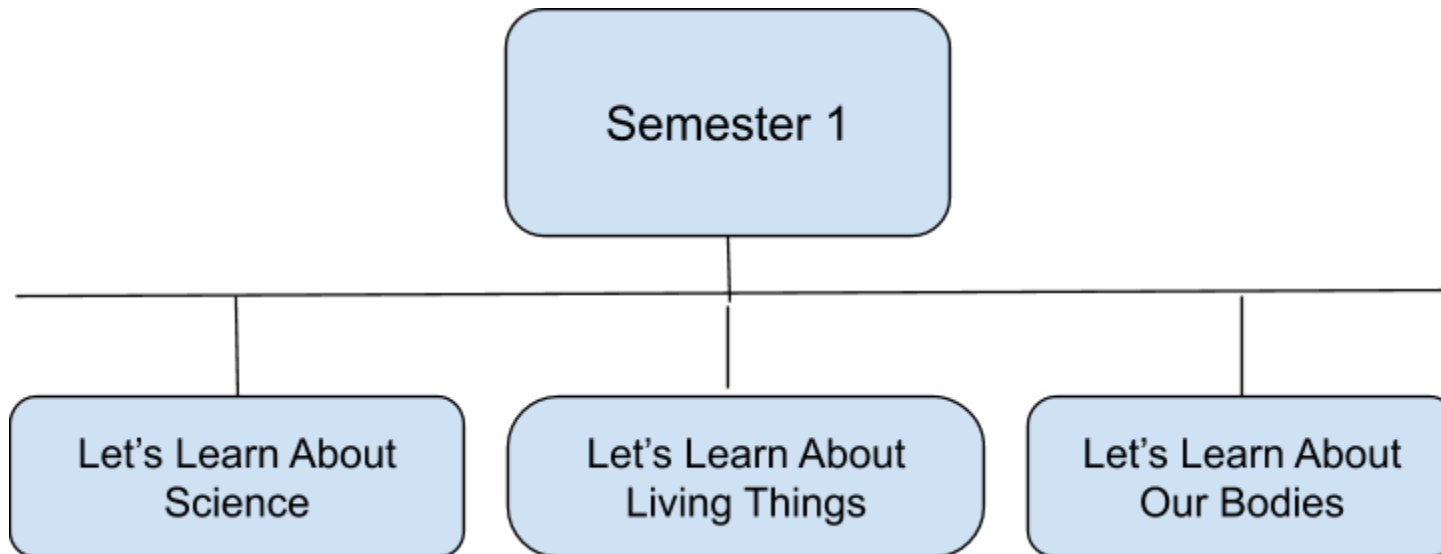 Semester 1
Let’s Learn About
Science
Let’s Learn About
Living Things
Let’s Learn About
Our Bodies